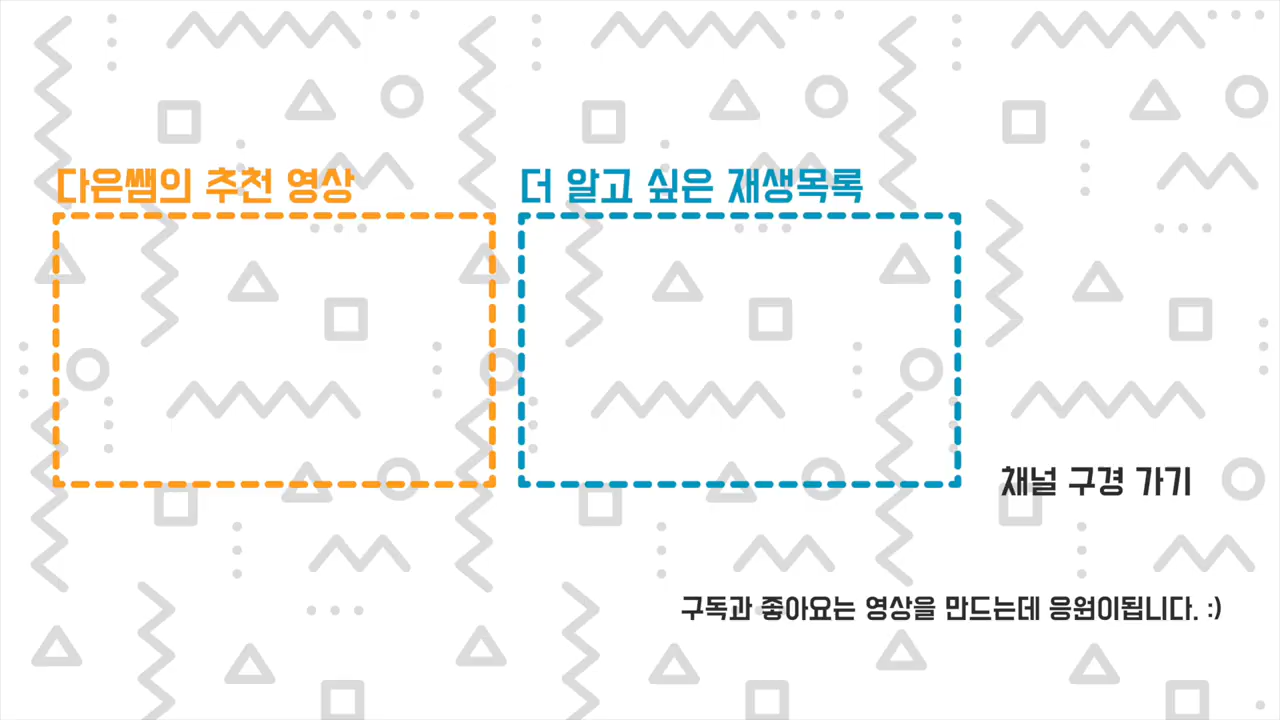 다은쌤의 추천 영상
더 알고 싶은 재생목록
채널 구경 가기
구독과 좋아요는 영상을 만드는데 응원이됩니다. :)